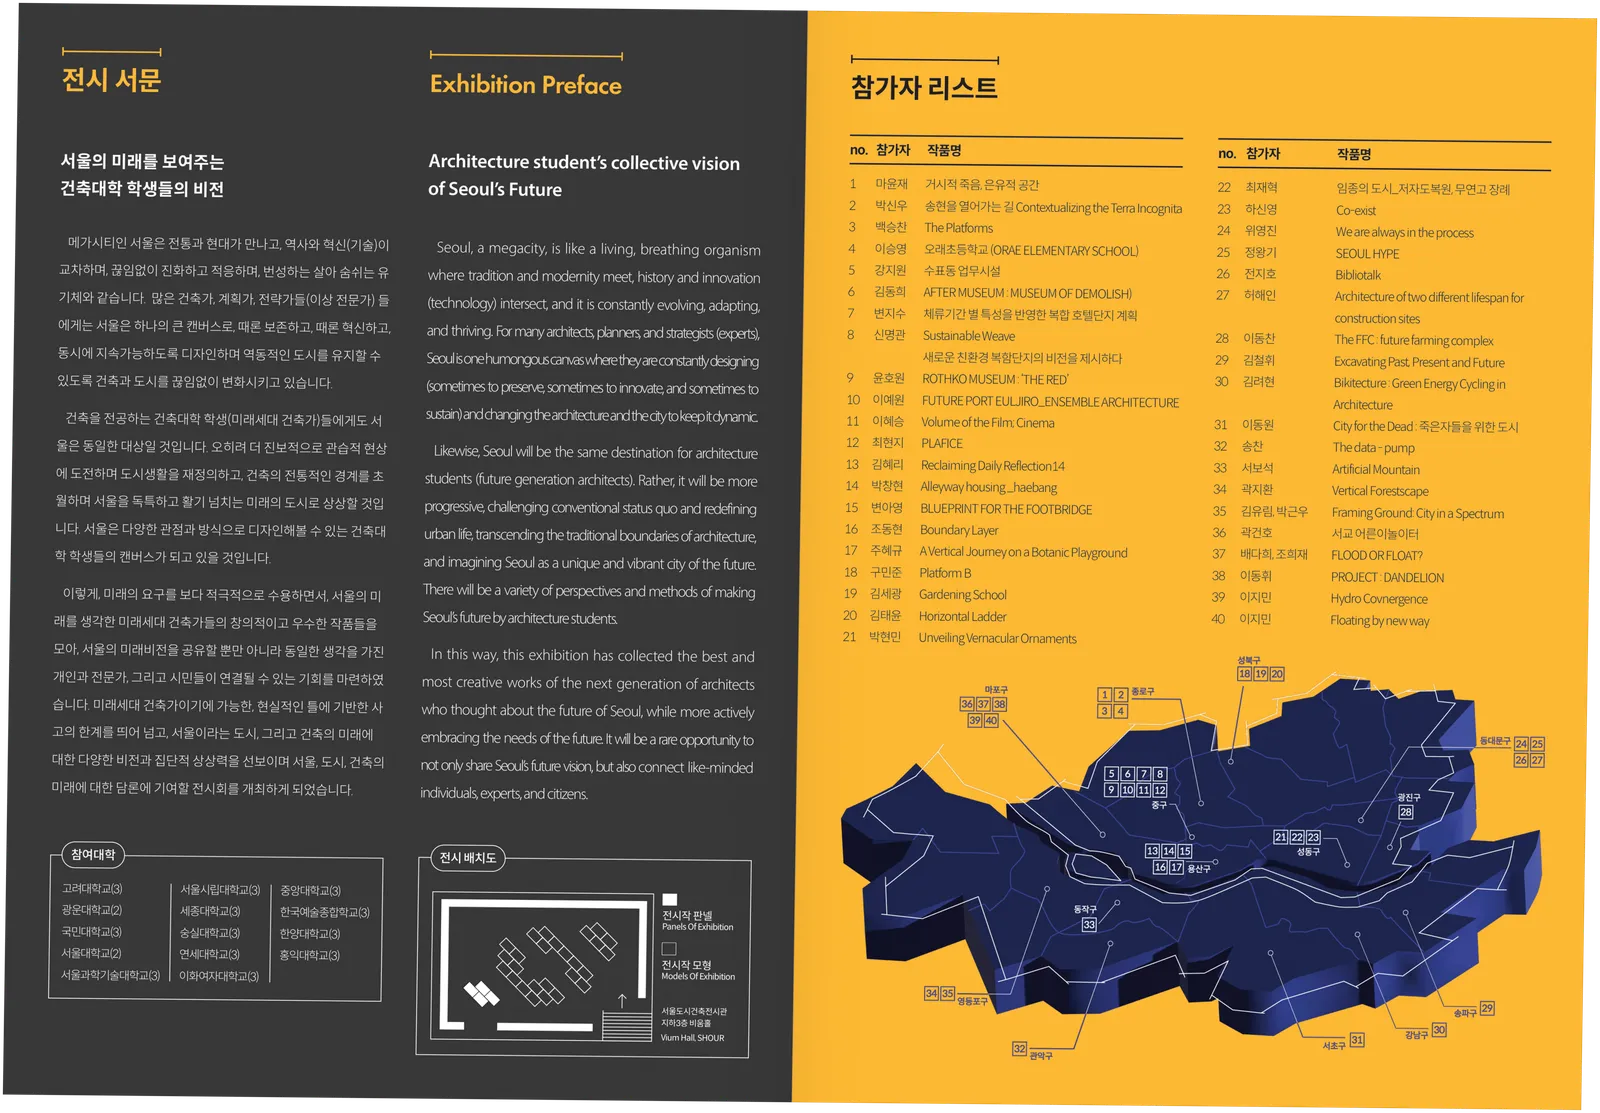 전시 서문
서울의 미래를 보여주는
건축대학 학생들의 비전
메가시티인 서울은 전통과 현대가 만나고, 역사와 혁신(기술)이
교차하며, 끊임없이 진화하고 적응하며, 번성하는 살아 숨쉬는 유
기체와 같습니다. 많은 건축가, 계획가, 전략가들(이상 전문가) 들
에게는 서울은 하나의 큰 캔버스로, 때론 보존하고, 때론 혁신하고,
동시에 지속가능하도록 디자인하며 역동적인 도시를 유지할 수
있도록 건축과 도시를 끊임없이 변화시키고 있습니다.
건축을 전공하는 건축대학 학생(미래세대 건축가)들에게도 서
울은 동일한 대상일 것입니다. 오히려 더 진보적으로 관습적 현상
에 도전하며 도시생활을 재정의하고, 건축의 전통적인 경계를 초
월하며 서울을 독특하고 활기 넘치는 미래의 도시로 상상할 것입
니다. 서울은 다양한 관점과 방식으로 디자인해볼 수 있는 건축대
학 학생들의 캔버스가 되고 있을 것입니다.
이렇게, 미래의 요구를 보다 적극적으로 수용하면서, 서울의 미
래를 생각한 미래세대 건축가들의 창의적이고 우수한 작품들을
모아, 서울의 미래비전을 공유할 뿐만 아니라 동일한 생각을 가진
개인과 전문가, 그리고 시민들이 연결될 수 있는 기회를 마련하였
습니다. 미래세대 건축가이기에 가능한, 현실적인 틀에 기반한 사
고의 한계를 띄어 넘고, 서울이라는 도시, 그리고 건축의 미래에
대한 다양한 비전과 집단적 상상력을 선보이며 서울, 도시, 건축의
미래에 대한 담론에 기여할 전시회를 개최하게 되었습니다.
참여대학
고려대학교(3)
광운대학교(2)
국민대학교(3)
서울대학교(2)
서울과학기술대학교(3)
서울시립대학교(3)
세종대학교(3)
숭실대학교(3)
연세대학교(3)
이화여자대학교(3)
중앙대학교(3)
한국예술종합학교(3)
한양대학교(3)
홍익대학교(3)
Exhibition Preface
Architecture student's collective vision
of Seoul's Future
Seoul, a megacity, is like a living, breathing organism
where tradition and modernity meet, history and innovation
(technology) intersect, and it is constantly evolving, adapting,
and thriving. For many architects, planners, and strategists (experts),
Seoul is one humongous canvas where they are constantly designing
(sometimes to preserve, sometimes to innovate, and sometimes to
sustain) and changing the architecture and the city to keep it dynamic.
Likewise, Seoul will be the same destination for architecture
students (future generation architects). Rather, it will be more
progressive, challenging conventional status quo and redefining
urban life, transcending the traditional boundaries of architecture,
and imagining Seoul as a unique and vibrant city of the future.
There will be a variety of perspectives and methods of making
Seoul's future by architecture students.
In this way, this exhibition has collected the best and
most creative works of the next generation of architects
who thought about the future of Seoul, while more actively
embracing the needs of the future. It will be a rare opportunity to
not only share Seoul's future vision, but also connect like-minded
individuals, experts, and citizens.
전시 배치도
전시작 판넬
Panels Of Exhibition
전시작 모형
Models Of Exhibition
서울도시건축전시관
지하3층 비움홀
Vium Hall, SHOUR
참가자 리스트
no. 참가자 작품명
1 마윤재 거시적 죽음, 은유적 공간
2 박신우 송현을 열어가는 길 Contextualizing the Terra Incognita
3 백승찬 The Platforms
4 이승영 오래초등학교 (ORAE ELEMENTARY SCHOOL)
5 강지원 수표동 업무시설
6 김동희 AFTER MUSEUM : MUSEUM OF DEMOLISH)
7 변지수 체류기간 별 특성을 반영한 복합 호텔단지 계획
8 신명관 Sustainable Weave
새로운 친환경 복합단지의 비전을 제시하다
9 윤호원 ROTHKO MUSEUM : 'THE RED'
10 이예원 FUTURE PORT EULJIRO_ENSEMBLE ARCHITECTURE
11 이혜승 Volume of the Film; Cinema
12 최현지 PLAFICE
13 김혜리 Reclaiming Daily Reflection14
14 박창현 Alleyway housing _haebang
15 변아영 BLUEPRINT FOR THE FOOTBRIDGE
16 조동현 Boundary Layer
17 주혜규 A Vertical Journey on a Botanic Playground
18 구민준 Platform B
19 김세광 Gardening School
20 김태윤 Horizontal Ladder
21 박현민 Unveiling Vernacular Ornaments
no. 참가자 작품명
22 최재혁 임종의 도시_저자도복원, 무연고 장례
23 하신영 Co-exist
24 위영진 We are always in the process
25 정왕기 SEOUL HYPE
26 전지호 Bibliotalk
27 허해인 Architecture of two different lifespan for
construction sites
28 이동찬 The FFC : future farming complex
29 김철휘 Excavating Past, Present and Future
30 김려현 Bikitecture : Green Energy Cycling in
Architecture
31 이동원 City for the Dead : 죽은자들을 위한 도시
32 송찬 The data - pump
33 서보석 Artificial Mountain
34 곽지환 Vertical Forestscape
35 김유림, 박근우 Framing Ground: City in a Spectrum
36 곽건호 서교 어른이놀이터
37 배다희, 조희재 FLOOD OR FLOAT?
38 이동휘 PROJECT : DANDELION
39 이지민 Hydro Covnergence
40 이지민 Floating by new way
성북구
18 19 20
마포구
36 37 38
39 40
1 2 종로구
3 4
동대문구 24 25
26 27
5 6 7 8
9 10 11 12
중구
광진구
28
21 22 23
성동구
13 14 15
16 17 용산구
동작구
33
34 35 영등포구
32 관악구
서초구 31
강남구 30
송파구 29